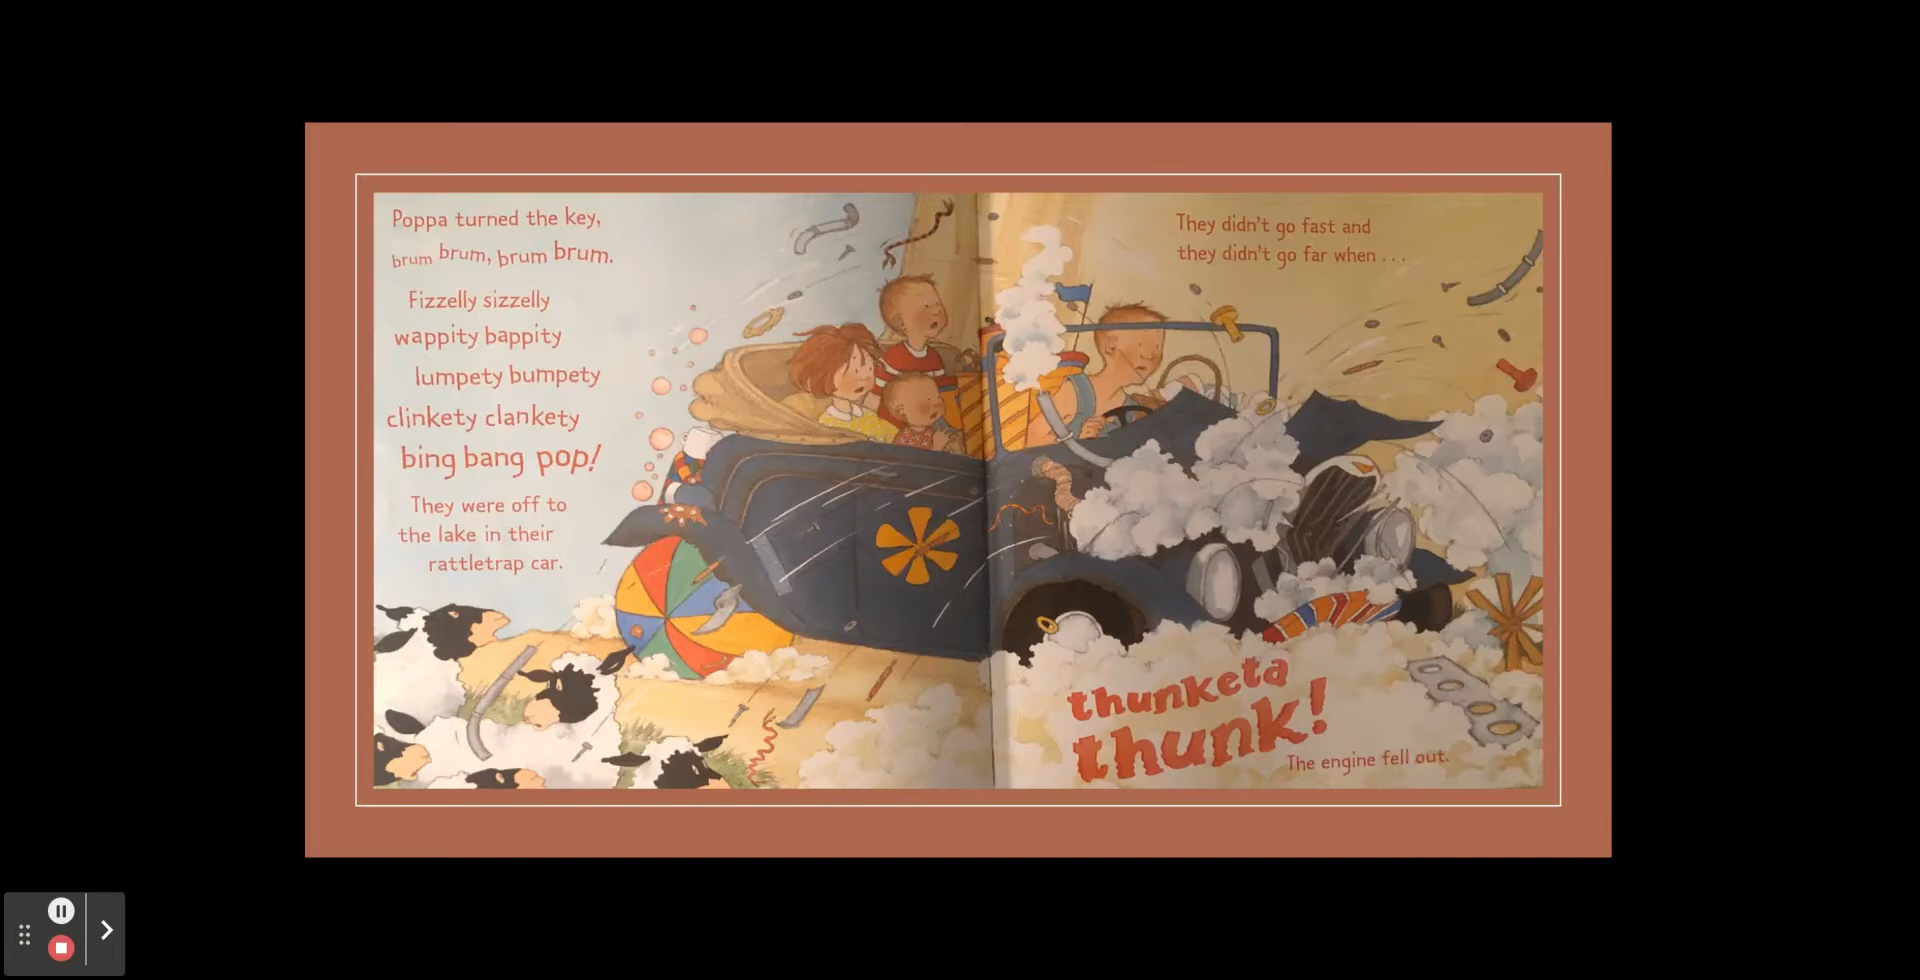 Poppa turned the key,
brum brum, brum brum.
Fizzelly sizzelly
wappity bappity
lumpety bumpety
clinkety clankety
bing bang pop!
They were off to
the lake in their
rattletrap car.
They didn't go fast and
they didn't go far when . . .
thunketa
thunk!
The engine fell out.